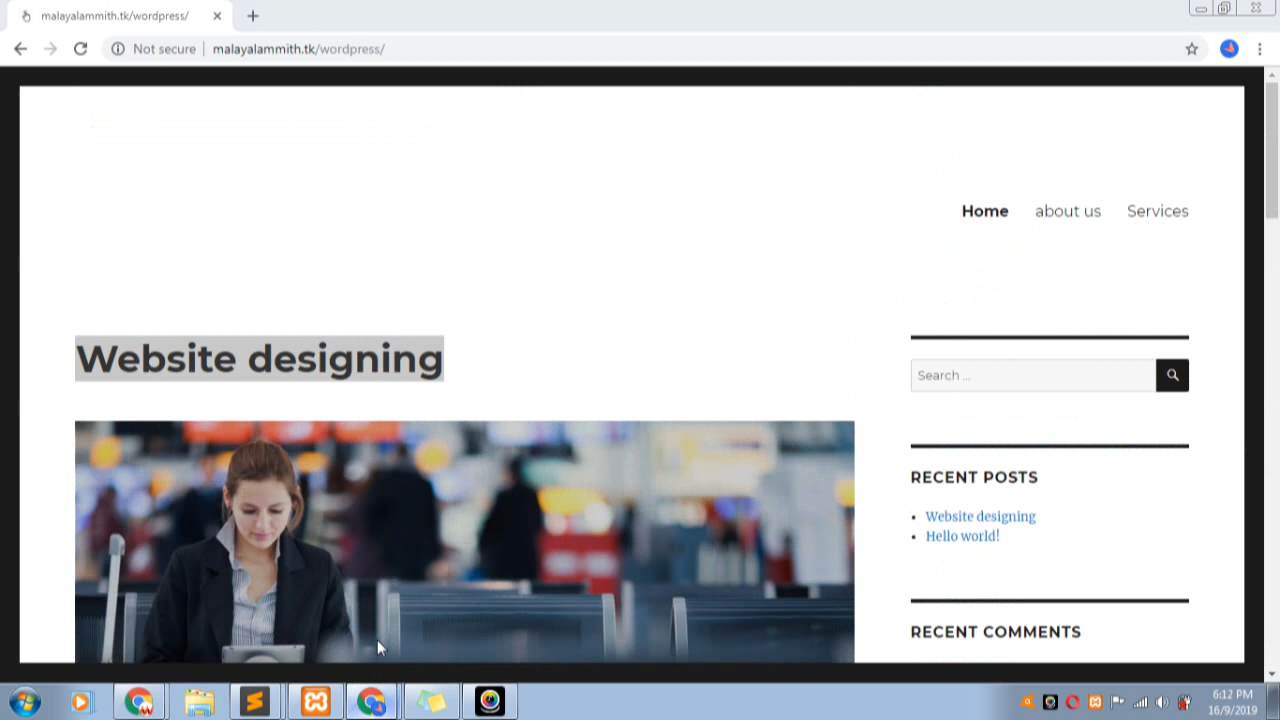 malayalammith.tk/wordpress/
Not secure malayalammith.tk/wordpress/
Home about us Services
Website designing
Search ...
RECENT POSTS
Website designing
Hello world!
RECENT COMMENTS
6:12 PM
16/9/2019